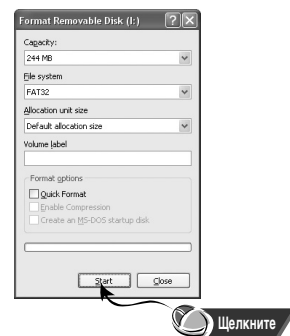 Format Removable Disk (I:)
Capacity:
244 MB
File system
FAT32
Allocation unit size
Default allocation size
Volume label
Format options
Quick Format
Enable Compression
Create an MS-DOS startup disk
Start
Close
Щелкните